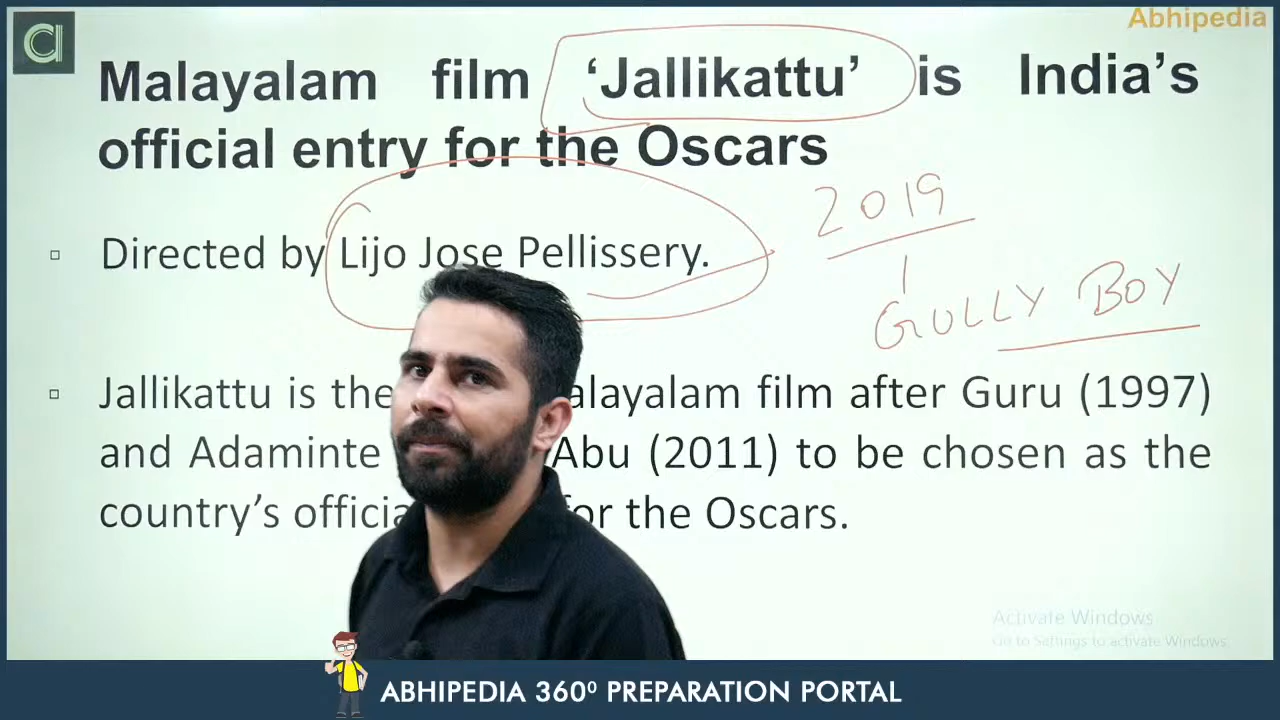 Abhipedia
Malayalam film ‘Jallikattu’ is India’s
official entry for the Oscars
Directed by Lijo Jose Pellissery.
2019
GULLY BOY
Jallikattu is the alayalam film after Guru (1997)
and Adaminte Abu (2011) to be chosen as the
country’s officia for the Oscars.
Activate Windows
Go to Settings to activate Windows.
ABHIPEDIA 360⁰ PREPARATION PORTAL